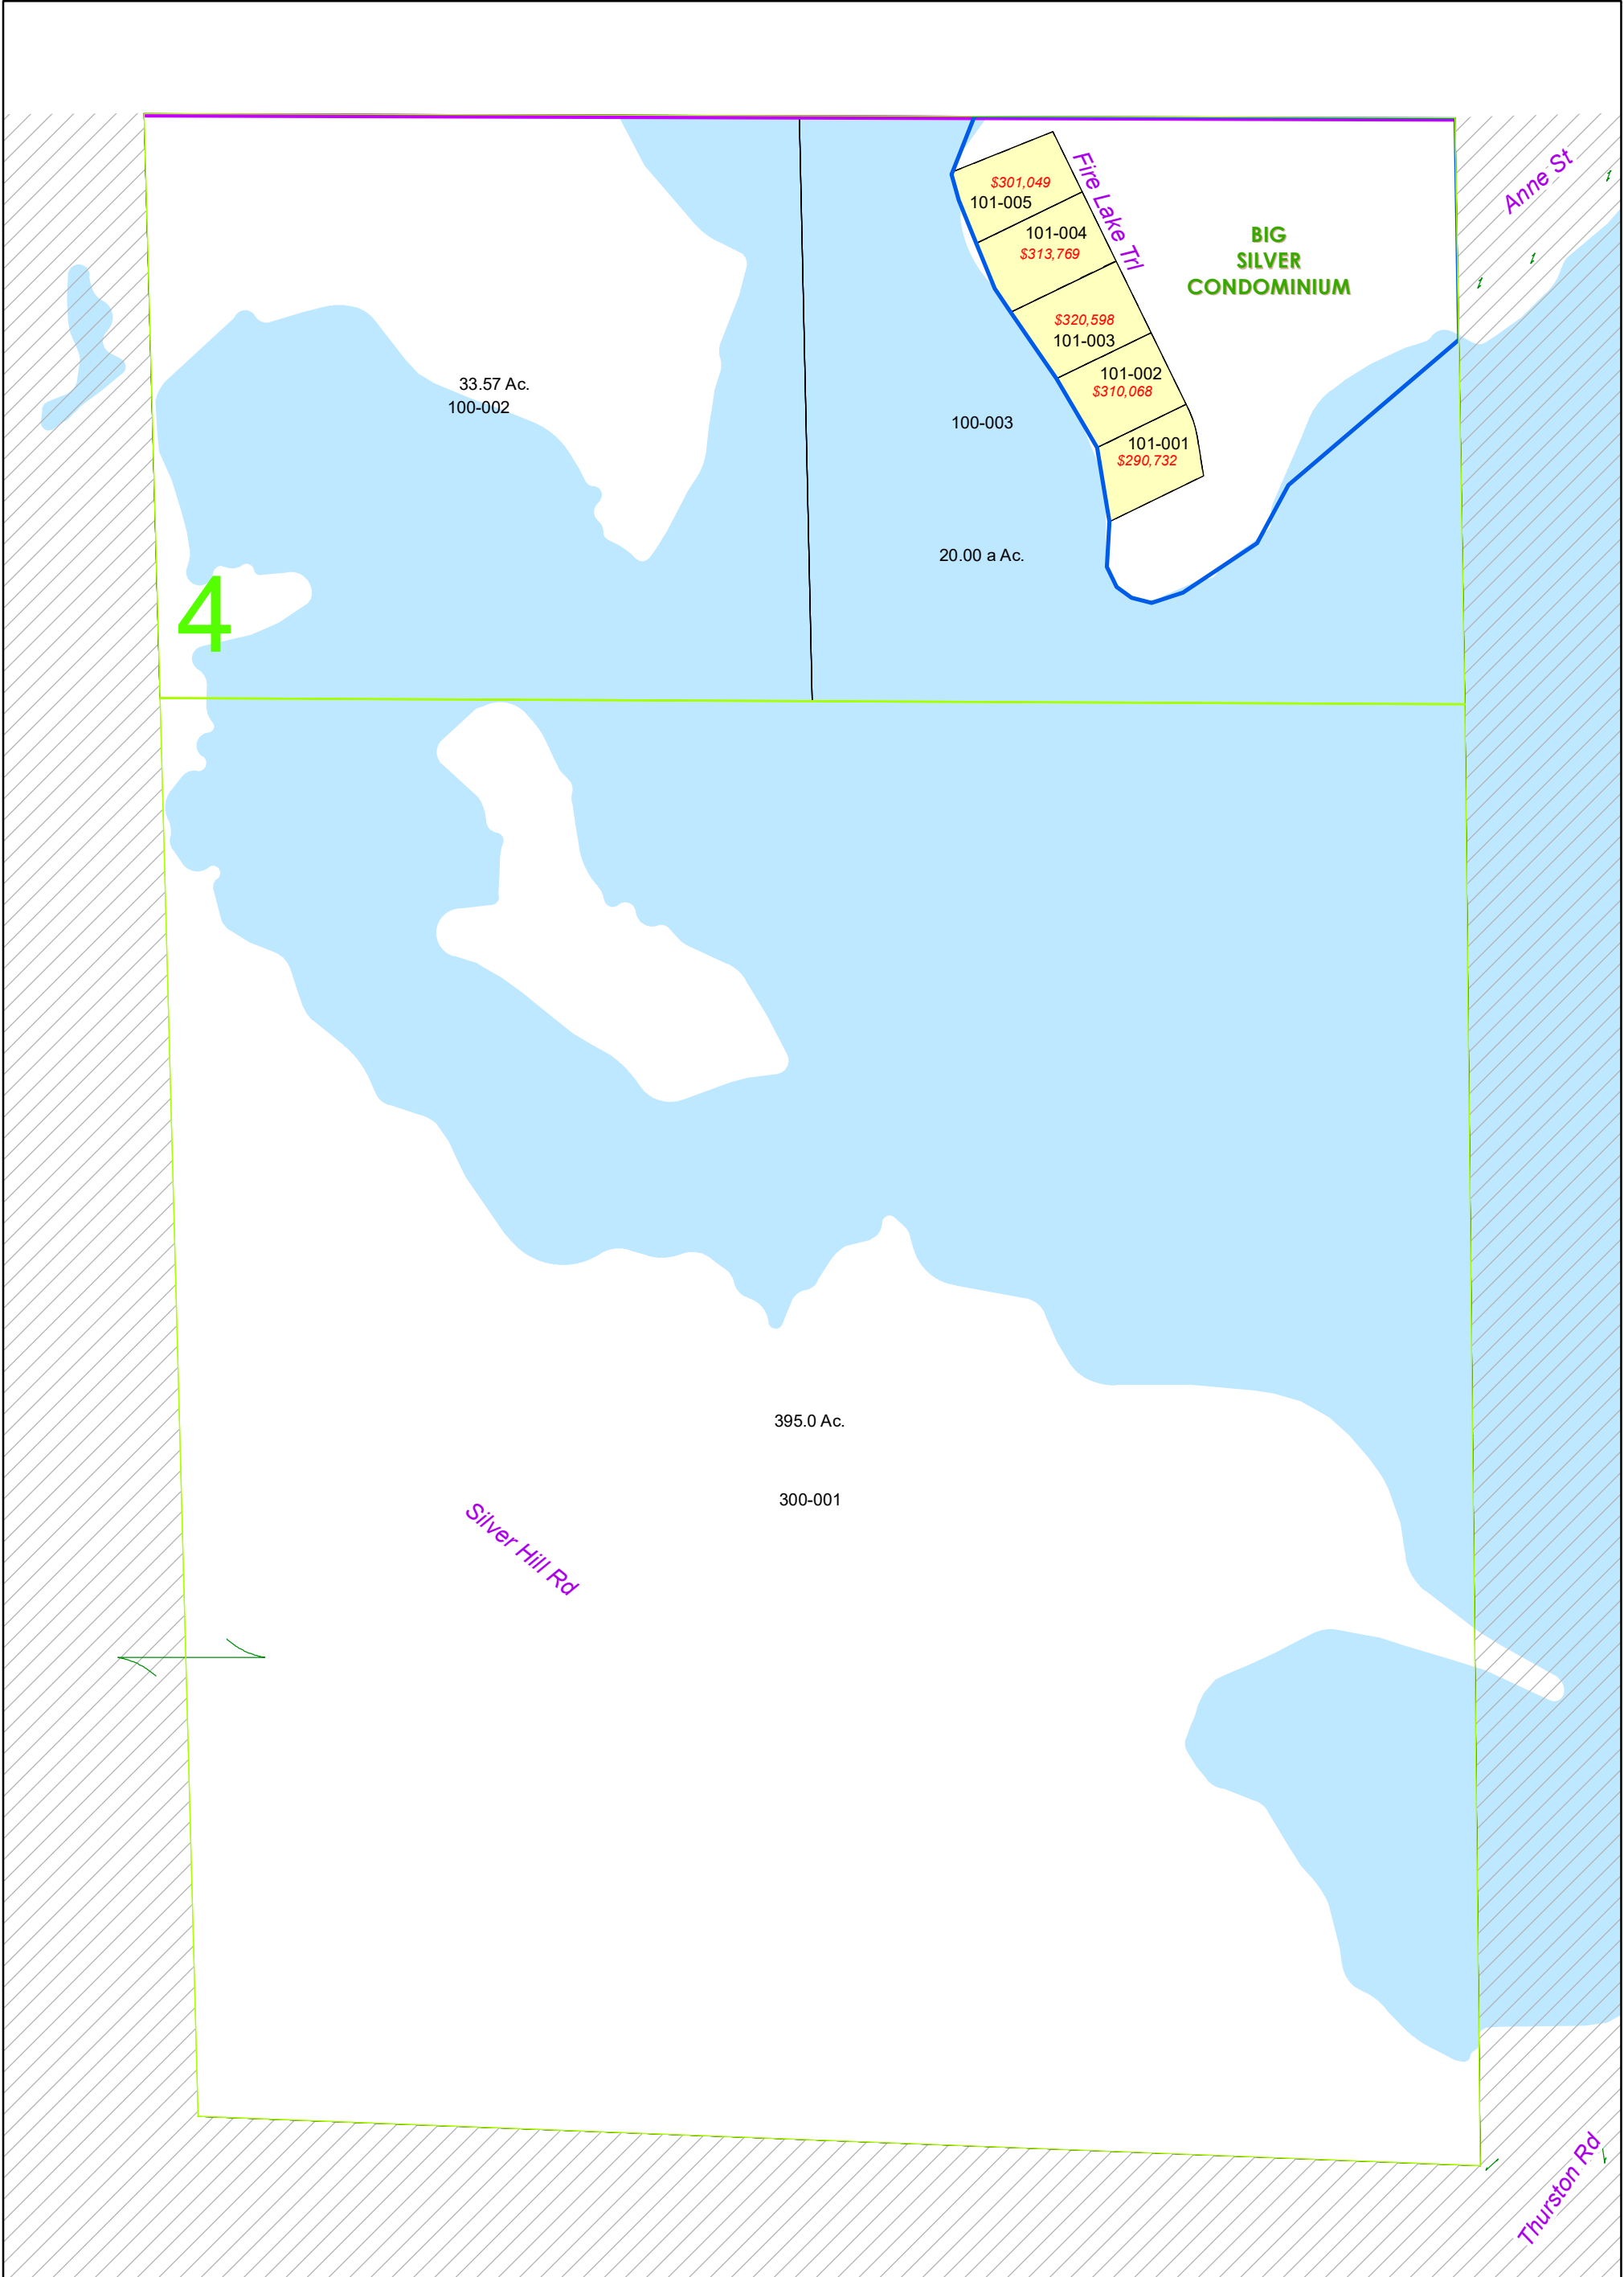 Anne St
$301,049
101-005
Fire Lake Trl
101-004
$313,769
BIG
SILVER
CONDOMINIUM
$320,598
101-003
101-002
$310,068
33.57 Ac.
100-002
100-003
101-001
$290,732
20.00 a Ac.
4
395.0 Ac.
300-001
Silver Hill Rd
Thurston Rd